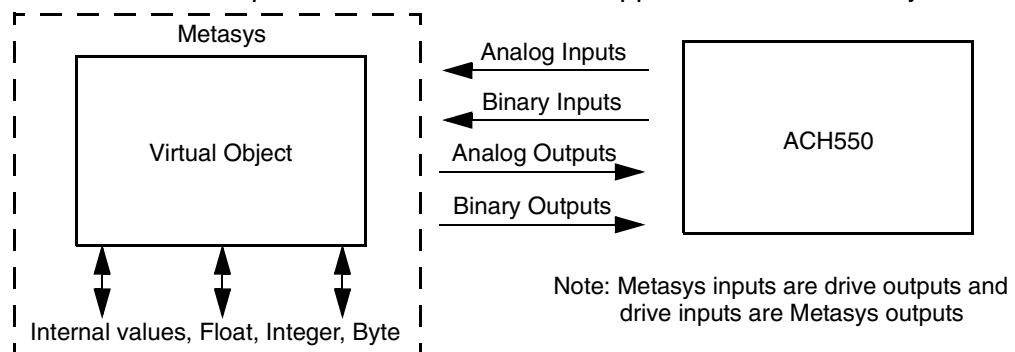 Metasys
Virtual Object
Internal values, Float, Integer, Byte
Analog Inputs
Binary Inputs
Analog Outputs
Binary Outputs
ACH550
Note: Metasys inputs are drive outputs and
drive inputs are Metasys outputs